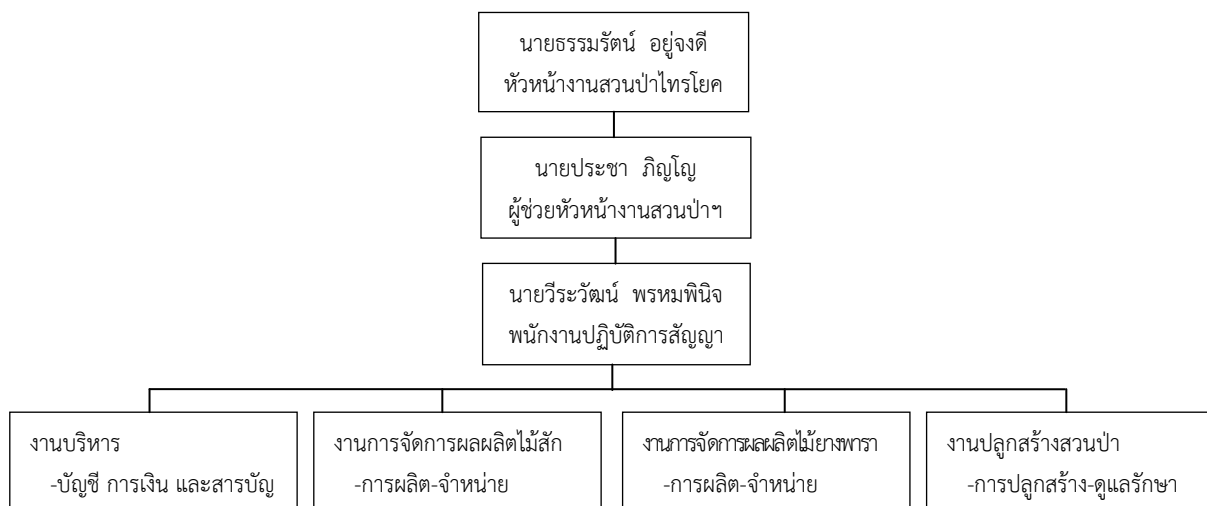 นายธรรมรัตน์ อยู่จงดี
หัวหน้างานสวนป่าไทรโยค
นายประชา ภิญโญ
ผู้ช่วยหัวหน้างานสวนป่าฯ
นายวีระวัฒน์ พรหมพินิจ
พนักงานปฏิบัติการสัญญา
งานบริหาร
-บัญชี การเงิน และสารบัญ
งานการจัดการผลผลิตไม้สัก
-การผลิต-จำหน่าย
งานการจัดการผลผลิตไม้ยางพารา
-การผลิต-จำหน่าย
งานปลูกสร้างสวนป่า
-การปลูกสร้าง-ดูแลรักษา